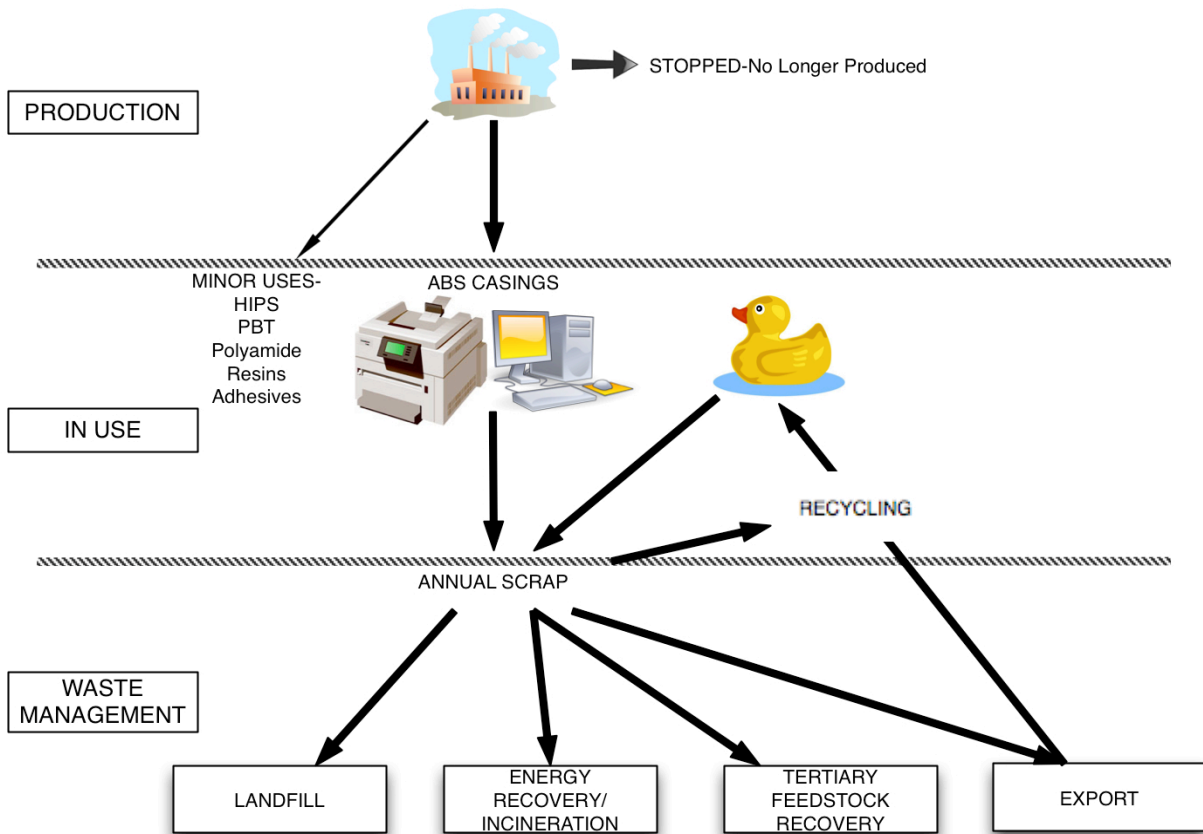 STOPPED-No Longer Produced
PRODUCTION
MINOR USES-
HIPS
PBT
Polyamide
Resins
Adhesives
ABS CASINGS
IN USE
RECYCLING
ANNUAL SCRAP
WASTE
MANAGEMENT
LANDFILL
ENERGY
RECOVERY/
INCINERATION
TERTIARY
FEEDSTOCK
RECOVERY
EXPORT